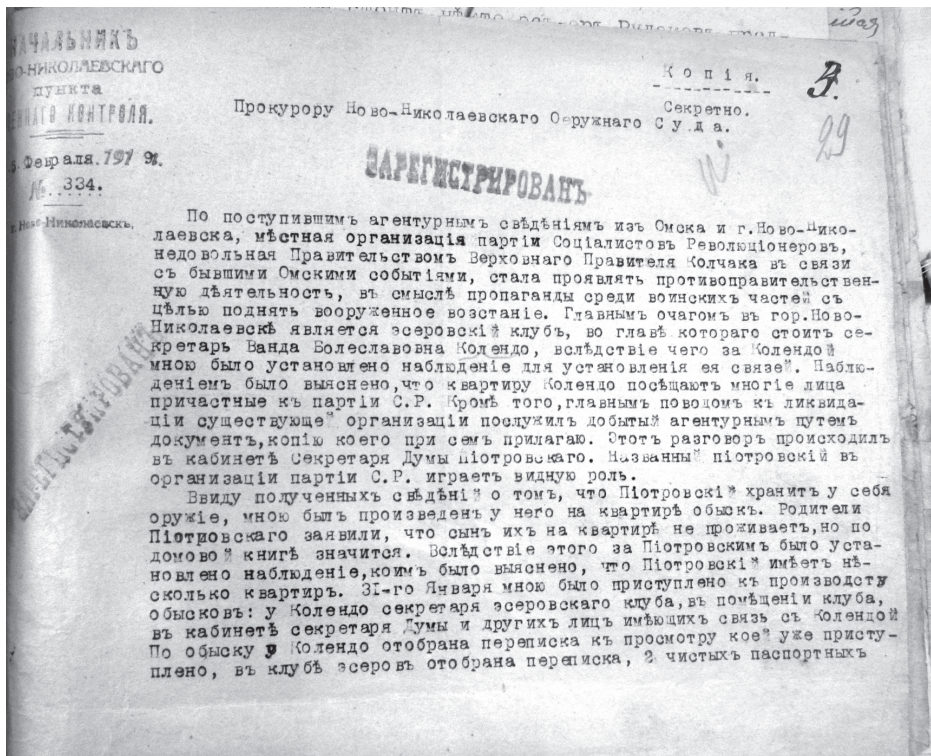 НАЧАЛЬНИКЪ
НИКОЛАЕВСКАГО
пункта
КОНТРОЛЯ.
Февраля. 191 г.
№ 334.
Ново-Николаевскъ.
Копія.
Секретно.
29
Прокурору Ново-Николаевскаго Окружнаго Суда.
ЗАРЕГИСТРИРОВАНЪ
По поступившимъ агентурнымъ свѣдѣніямъ изъ Омска и г.Ново-Нико-
лаевска, мѣстная организація партіи Соціалистовъ Революціонеровъ,
недовольная Правительствомъ Верховнаго Правителя Колчака въ связи
съ бывшими Омскими событіями, стала проявлять противоправительствен-
ную дѣятельность, въ смыслѣ пропаганды среди воинскихъ частей съ
цѣлью поднять вооруженное возстаніе. Главнымъ очагомъ въ гор.Ново-
Николаевскѣ является эсеровскій клубъ, во главѣ котораго стоитъ се-
кретарь Ванда Болеславовна Колендо, вслѣдствіе чего за Колендой
мною было установлено наблюденіе для установленія ея связей. Наблю-
деніемъ было выяснено,что квартиру Колендо посѣщаютъ многіе лица
причастные къ партіи С.Р. Кромѣ того,главнымъ поводомъ къ ликвида-
ціи существующей организаціи послужилъ добытый агентурнымъ путемъ
документъ,копію коего при семъ прилагаю. Этотъ разговоръ происходилъ
въ кабинетѣ Секретаря Думы Піотровскаго. Названный піотровскій въ
организаціи партіи С.Р. играетъ видную роль.
Ввиду полученныхъ свѣдѣній о томъ, что Піотровскій хранитъ у себя
оружіе, мною былъ произведенъ у него на квартирѣ обыскъ. Родители
Піотровскаго заявили, что сынъ ихъ на квартирѣ не проживаетъ,но по
домовой книгѣ значится. Вслѣдствіе этого за Піотровскимъ было уста-
новлено наблюденіе,коимъ было выяснено, что Піотровскій имѣетъ нѣ-
сколько квартиръ. 31-го Января мною было приступлено къ производсту
обысковъ: у Колендо секретаря эсеровскаго клуба,въ помѣщеніи клуба,
въ кабинетѣ секретаря Думы и другихъ лицъ имѣющихъ связь съ Колендой
По обыску у Колендо отобрана переписка къ просмотру коей уже присту-
плено, въ клубѣ эсеровъ отобрана переписка, 2 чистыхъ паспортныхъ
ЗАРЕГИСТРИРОВАНЪ